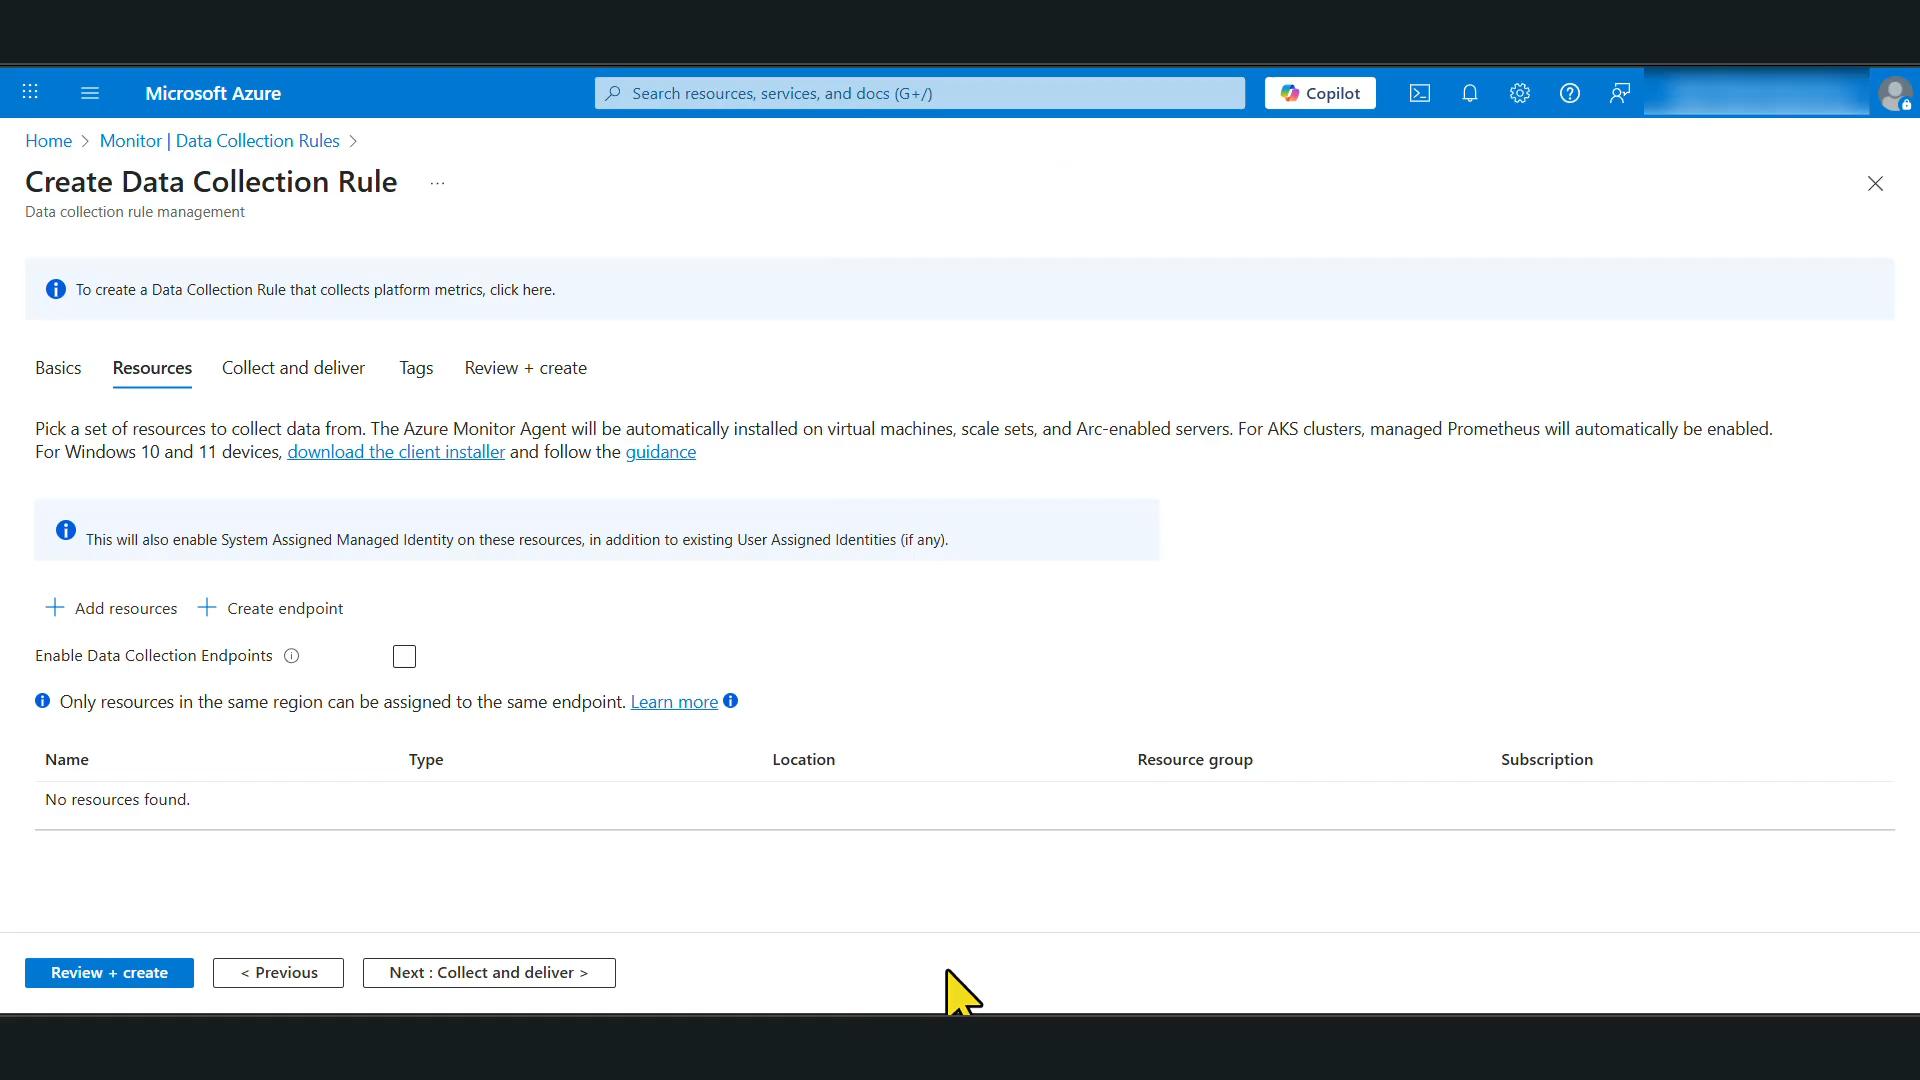 Microsoft Azure
Search resources, services, and docs (G+/)
Copilot
Home > Monitor | Data Collection Rules >
Create Data Collection Rule ...
Data collection rule management
To create a Data Collection Rule that collects platform metrics, click here.
Basics Resources Collect and deliver Tags Review + create
Pick a set of resources to collect data from. The Azure Monitor Agent will be automatically installed on virtual machines, scale sets, and Arc-enabled servers. For AKS clusters, managed Prometheus will automatically be enabled.
For Windows 10 and 11 devices, download the client installer and follow the guidance
This will also enable System Assigned Managed Identity on these resources, in addition to existing User Assigned Identities (if any).
+ Add resources + Create endpoint
Enable Data Collection Endpoints
Only resources in the same region can be assigned to the same endpoint. Learn more
Name Type Location Resource group Subscription
No resources found.
Review + create < Previous Next : Collect and deliver >